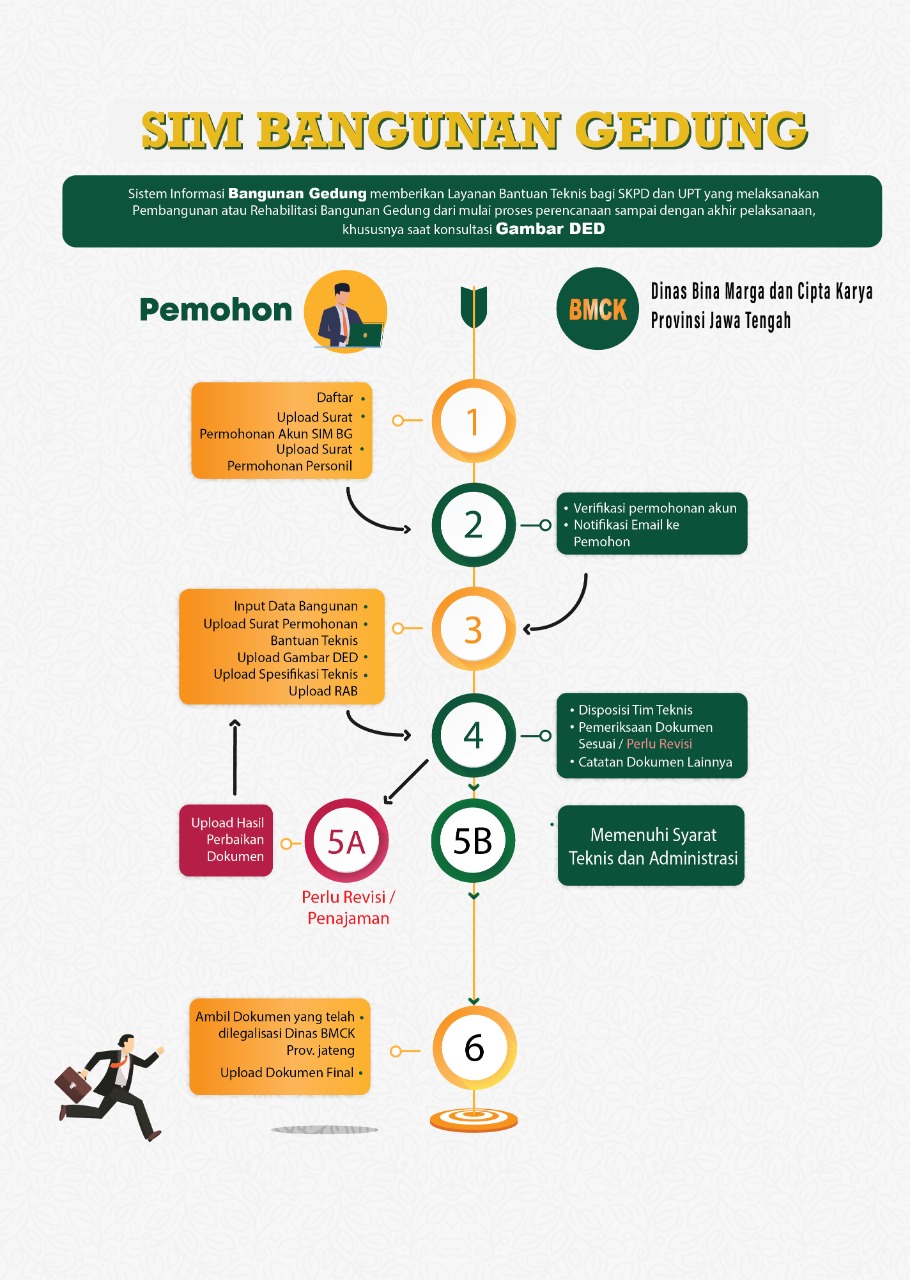 SIM BANGUNAN GEDUNG
Sistem Informasi Bangunan Gedung memberikan Layanan Bantuan Teknis bagi SKPD dan UPT yang melaksanakan
Pembangunan atau Rehabilitasi Bangunan Gedung dari mulai proses perencanaan sampai dengan akhir pelaksanaan,
khususnya saat konsultasi Gambar DED
Pemohon
BMCK
Dinas Bina Marga dan Cipta Karya
Provinsi Jawa Tengah
Daftar •
Upload Surat •
Permohonan Akun SIM BG
Upload Surat •
Permohonan Personil
1
2
• Verifikasi permohonan akun
• Notifikasi Email ke
Pemohon
Input Data Bangunan •
Upload Surat Permohonan •
Bantuan Teknis
Upload Gambar DED •
Upload Spesifikasi Teknis •
Upload RAB
3
4
• Disposisi Tim Teknis
• Pemeriksaan Dokumen
Sesuai / Perlu Revisi
• Catatan Dokumen Lainnya
Upload Hasil
Perbaikan
Dokumen
5A
Perlu Revisi /
Penajaman
5B
•
Memenuhi Syarat
Teknis dan Administrasi
Ambil Dokumen yang telah •
dilegalisasi Dinas BMCK
Prov. jateng
Upload Dokumen Final •
6